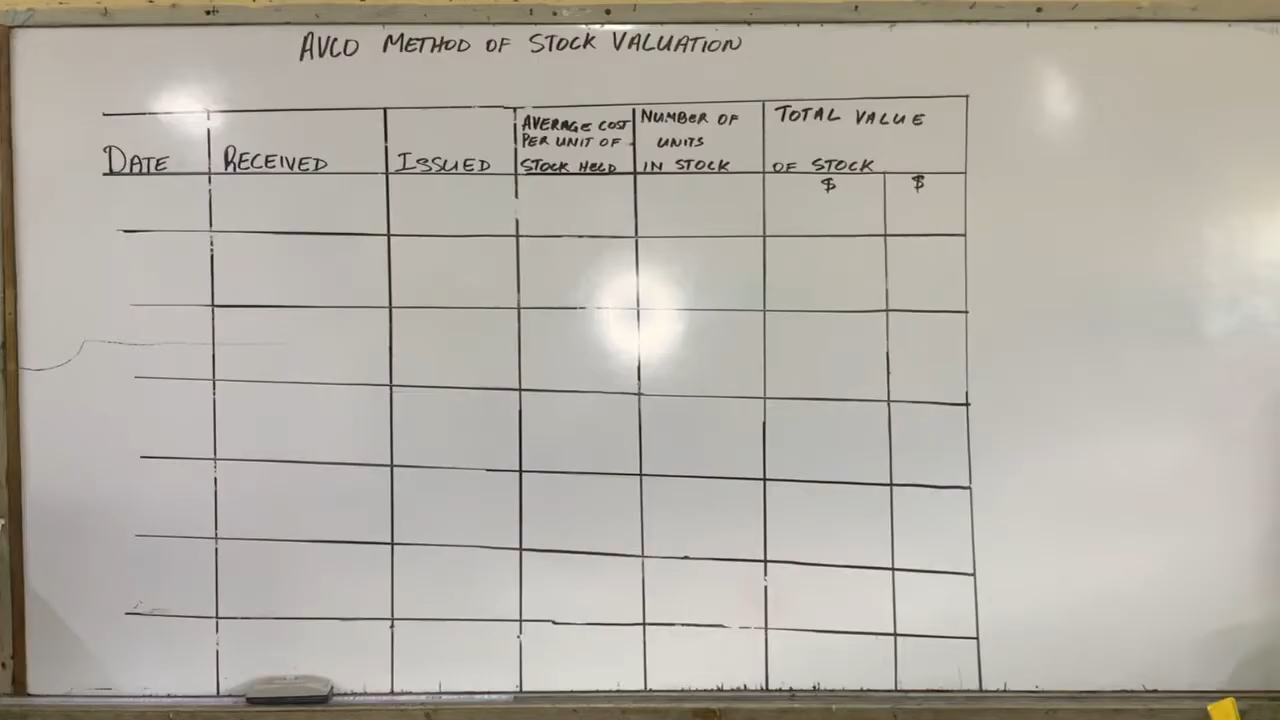 AVCO METHOD OF STOCK VALUATION
DATE
RECEIVED
ISSUED
AVERAGE COST
PER UNIT OF
STOCK HELD
NUMBER OF
UNITS
IN STOCK
TOTAL VALUE
OF STOCK
$ $